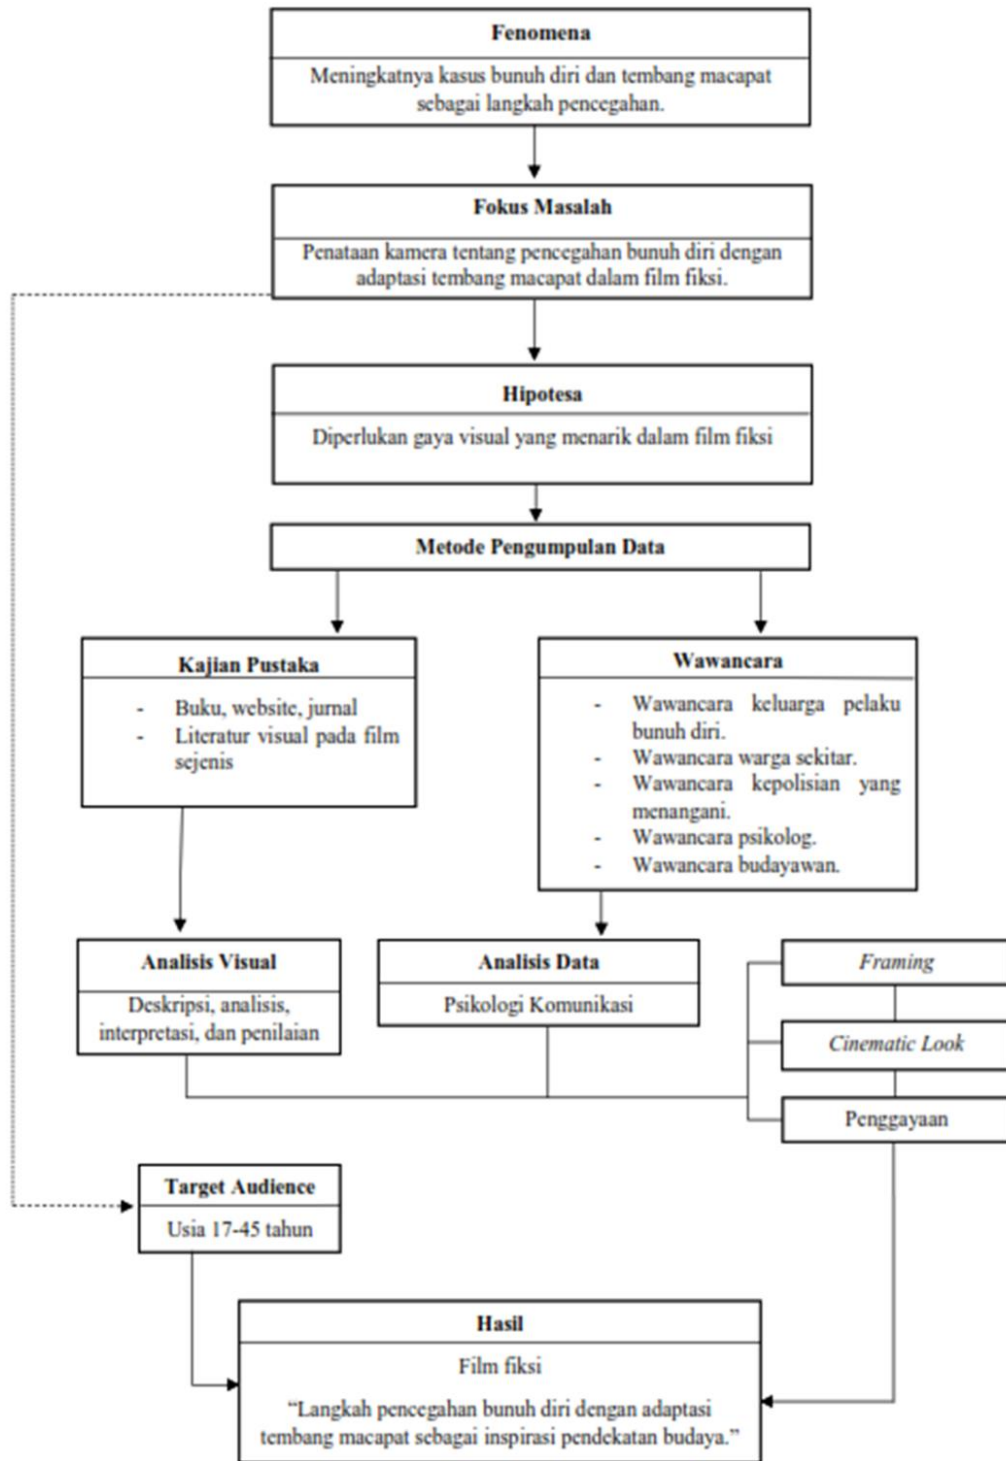 Fenomena
Meningkatnya kasus bunuh diri dan tembang macapat
sebagai langkah pencegahan.
Fokus Masalah
Penataan kamera tentang pencegahan bunuh diri dengan
adaptasi tembang macapat dalam film fiksi.
Hipotesa
Diperlukan gaya visual yang menarik dalam film fiksi
Metode Pengumpulan Data
Kajian Pustaka
- Buku, website, jurnal
- Literatur visual pada film
sejenis
Wawancara
- Wawancara keluarga pelaku
bunuh diri.
- Wawancara warga sekitar.
- Wawancara kepolisian yang
menangani.
- Wawancara psikolog.
- Wawancara budayawan.
Analisis Visual
Deskripsi, analisis,
interpretasi, dan penilaian
Analisis Data
Psikologi Komunikasi
Framing
Cinematic Look
Penggayaan
Target Audience
Usia 17-45 tahun
Hasil
Film fiksi
“Langkah pencegahan bunuh diri dengan adaptasi
tembang macapat sebagai inspirasi pendekatan budaya.”